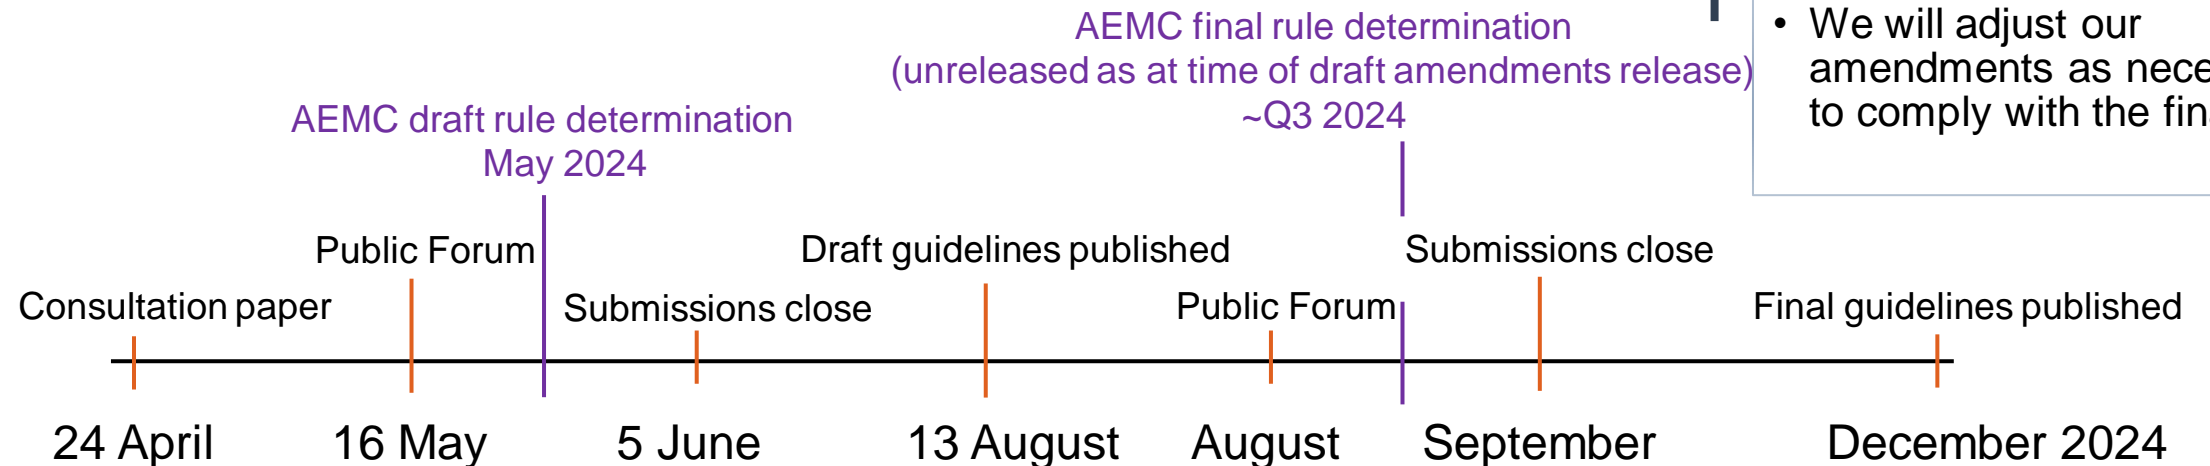 AEMC final rule determination
(unreleased as at time of draft amendments release)
~Q3 2024
• We will adjust our
amendments as
to comply with the
AEMC draft rule determination
May 2024
Public Forum
Draft guidelines published
Submissions close
Consultation paper
Submissions close
Public Forum
Final guidelines published
24 April
16 May
5 June
13 August
August
September
December 2024